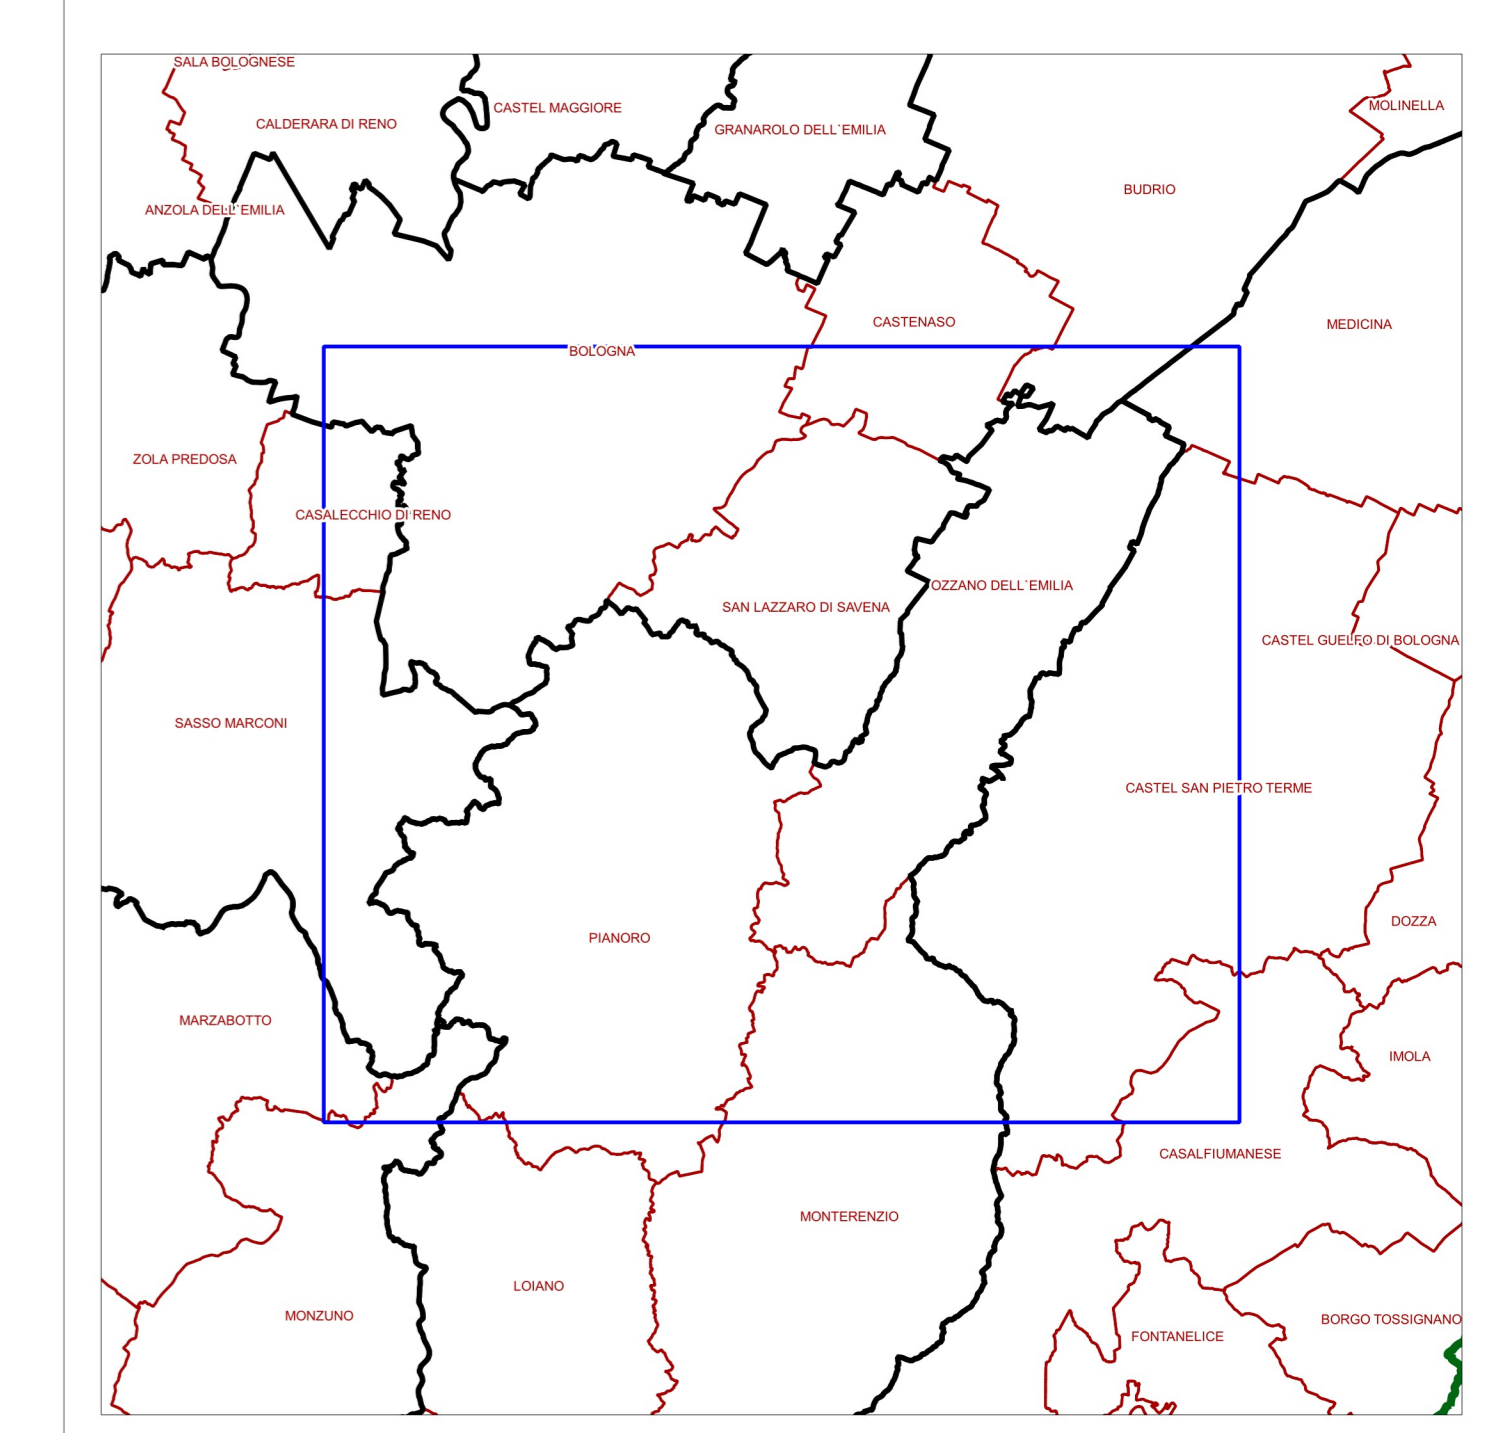 SALA BOLOGNESE
CASTEL MAGGIORE
MOLINELLA
CALDERARA DI RENO
GRANAROLO DELL`EMILIA
BUDRIO
ANZOLA DELL`EMILIA
CASTENASO
MEDICINA
BOLOGNA
ZOLA PREDOSA
CASALECCHIO DI RENO
OZZANO DELL`EMILIA
SAN LAZZARO DI SAVENA
CASTEL GUELFO DI BOLOGNA
SASSO MARCONI
CASTEL SAN PIETRO TERME
DOZZA
PIANORO
MARZABOTTO
IMOLA
CASALFIUMANESE
MONTERENZIO
LOIANO
MONZUNO
BORGO TOSSIGNANO
FONTANELICE